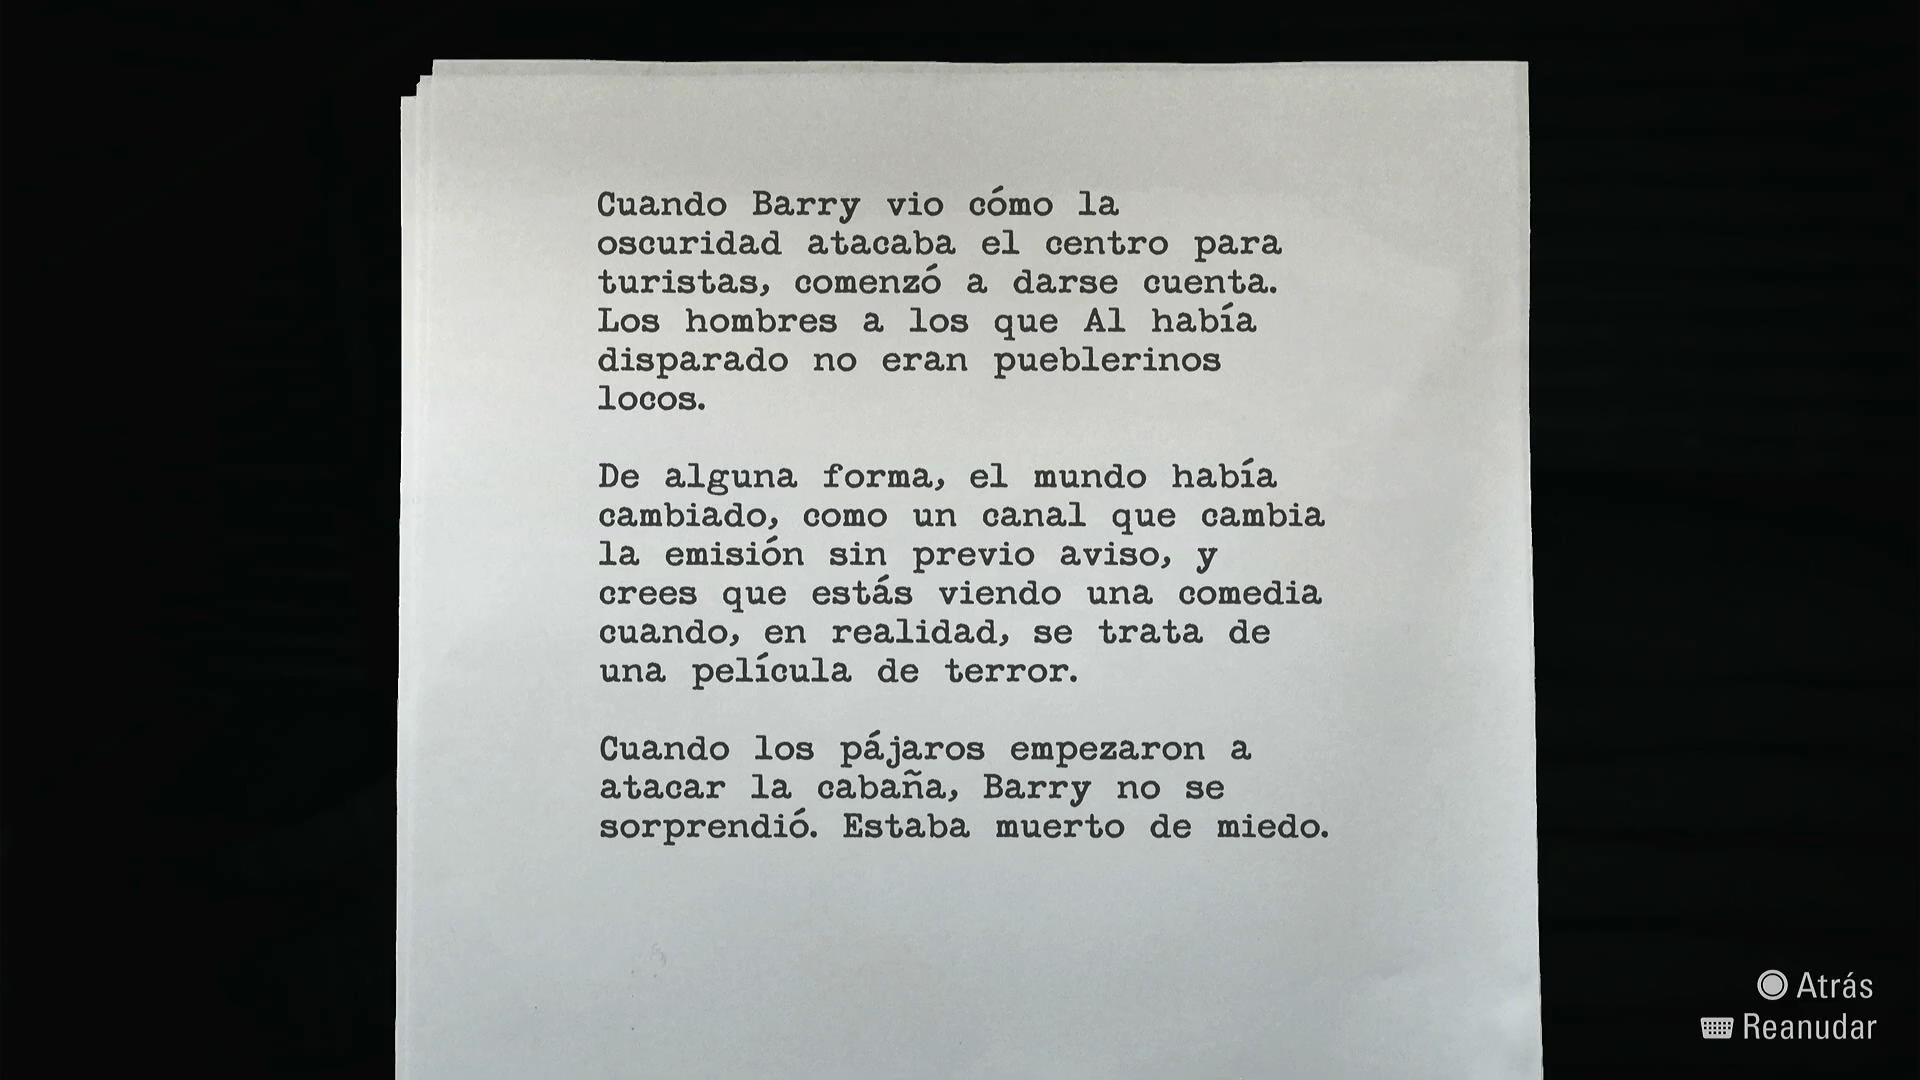 Cuando Barry vio cómo la
oscuridad atacaba el centro para
turistas, comenzó a darse cuenta.
Los hombres a los que Al había
disparado no eran pueblerinos
locos.
De alguna forma, el mundo había
cambiado, como un canal que cambia
la emisión sin previo aviso, y
crees que estás viendo una comedia
cuando, en realidad, se trata de
una película de terror.
Cuando los pájaros empezaron a
atacar la cabaña, Barry no se
sorprendió. Estaba muerto de miedo.
Atrás
Reanudar